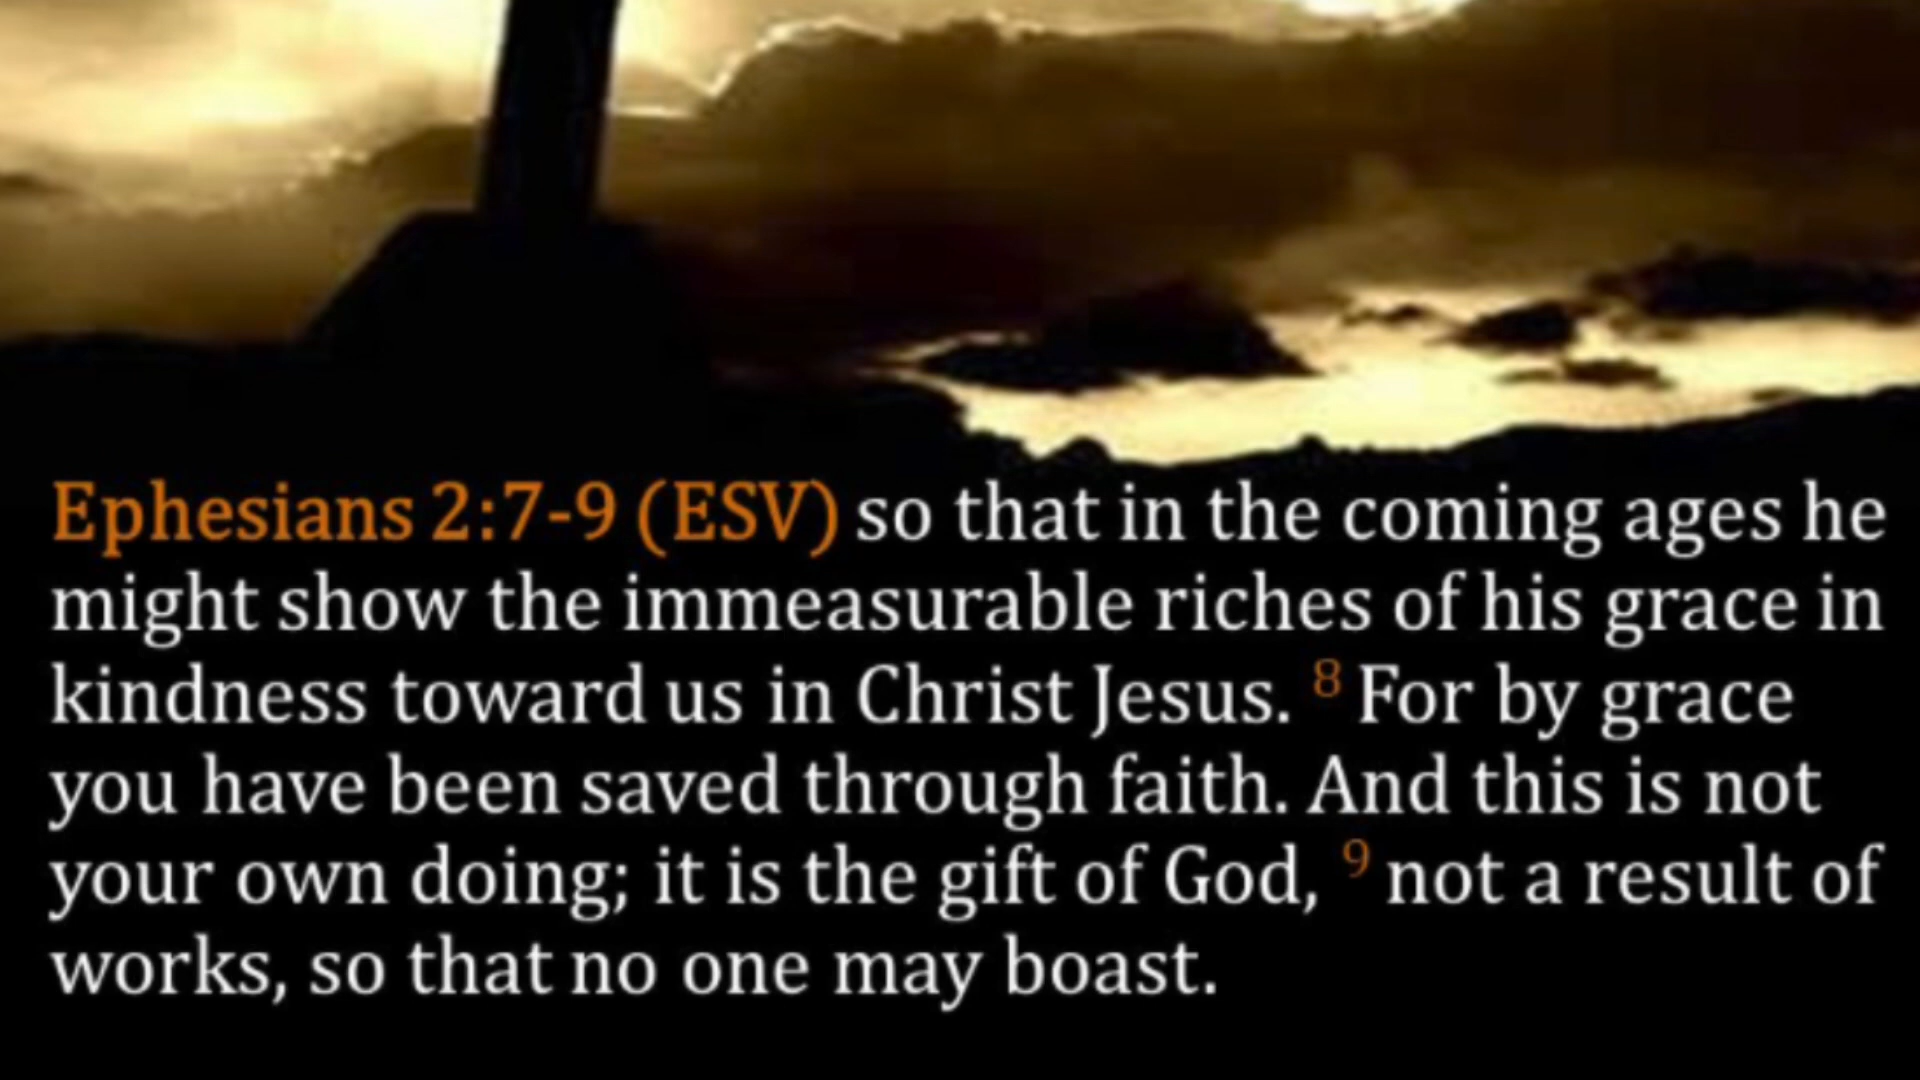 Ephesians 2:7-9 (ESV) so that in the coming ages he
might show the immeasurable riches of his grace in
kindness toward us in Christ Jesus. 8 For by grace
you have been saved through faith. And this is not
your own doing; it is the gift of God, 9 not a result of
works, so that no one may boast.